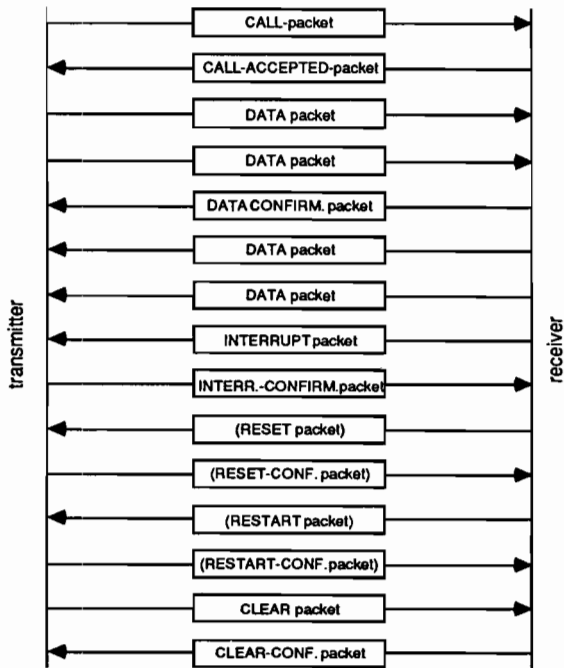 CALL-packet
CALL-ACCEPTED-packet
DATA packet
DATA packet
DATA CONFIRM. packet
DATA packet
DATA packet
INTERRUPT packet
INTERR.-CONFIRM.packet
(RESET packet)
(RESET-CONF. packet)
(RESTART packet)
(RESTART-CONF. packet)
CLEAR packet
CLEAR-CONF. packet
transmitter
receiver